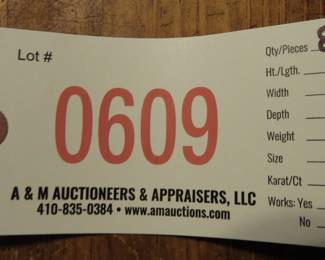 Lot #
0609
A & M AUCTIONEERS & APPRAISERS, LLC
410-835-0384 • www.amauctions.com
Qty/Pieces
Ht./Lgth.
Width
Depth
Weight
Size
Karat/Ct
Works: Yes
No